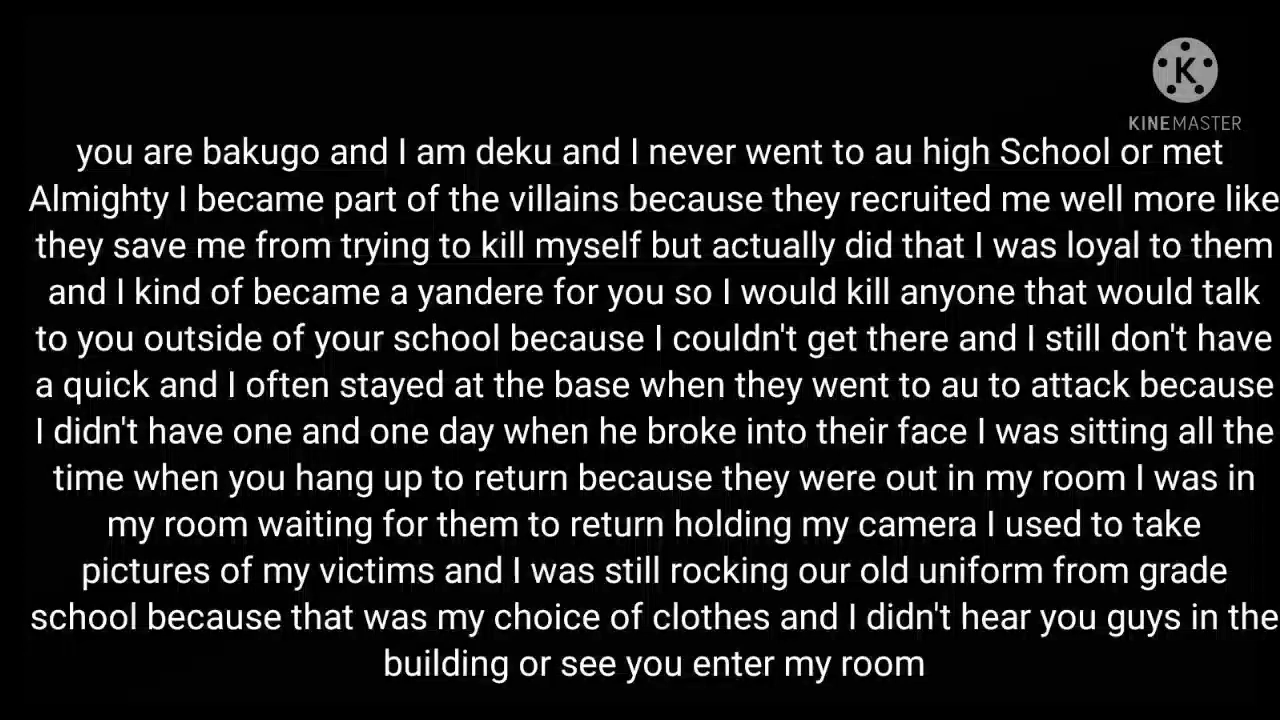 K
KINEMASTER
you are bakugo and I am deku and I never went to au high School or met
Almighty I became part of the villains because they recruited me well more like
they save me from trying to kill myself but actually did that I was loyal to them
and I kind of became a yandere for you so I would kill anyone that would talk
to you outside of your school because I couldn't get there and I still don't have
a quick and I often stayed at the base when they went to au to attack because
I didn't have one and one day when he broke into their face I was sitting all the
time when you hang up to return because they were out in my room I was in
my room waiting for them to return holding my camera I used to take
pictures of my victims and I was still rocking our old uniform from grade
school because that was my choice of clothes and I didn't hear you guys in the
building or see you enter my room